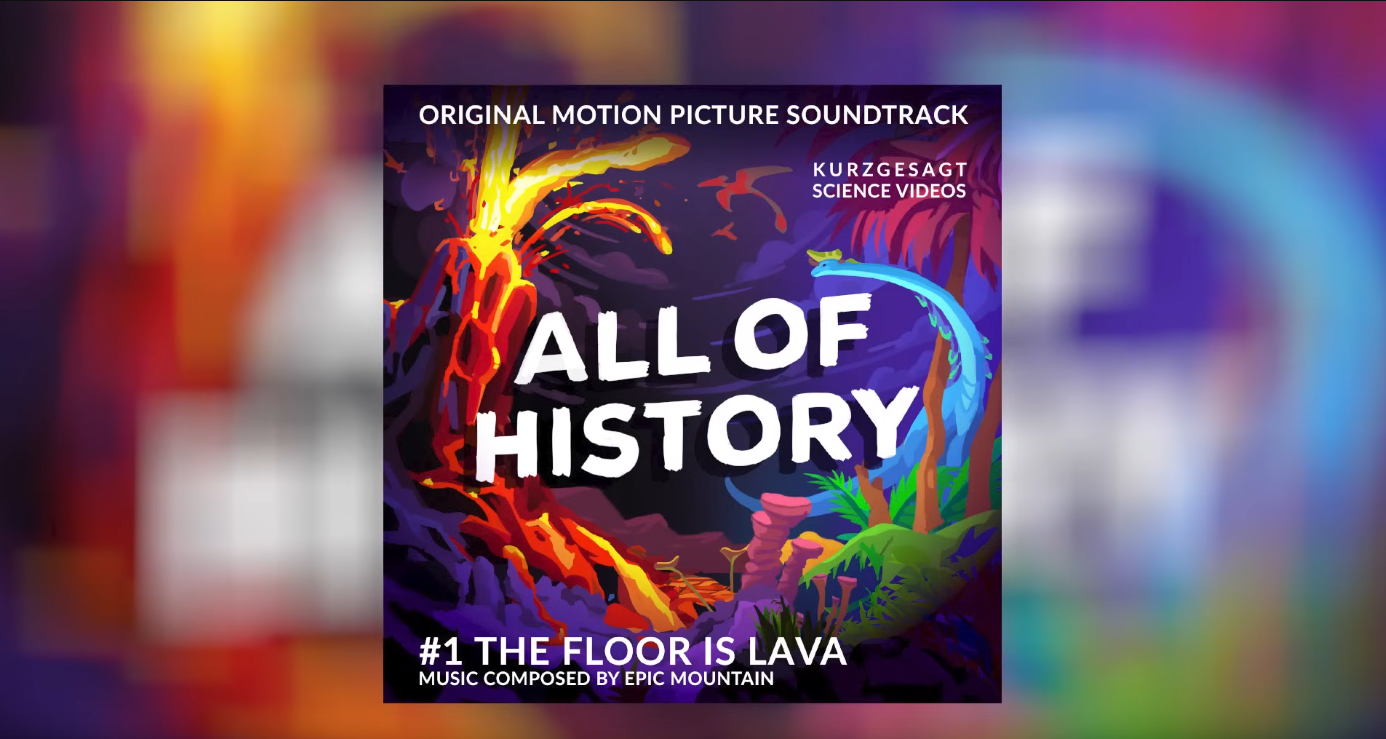 ORIGINAL MOTION PICTURE SOUNDTRACK
KURZGESAGT
SCIENCE VIDEOS
ALL OF
HISTORY
#1 THE FLOOR IS LAVA
MUSIC COMPOSED BY EPIC MOUNTAIN